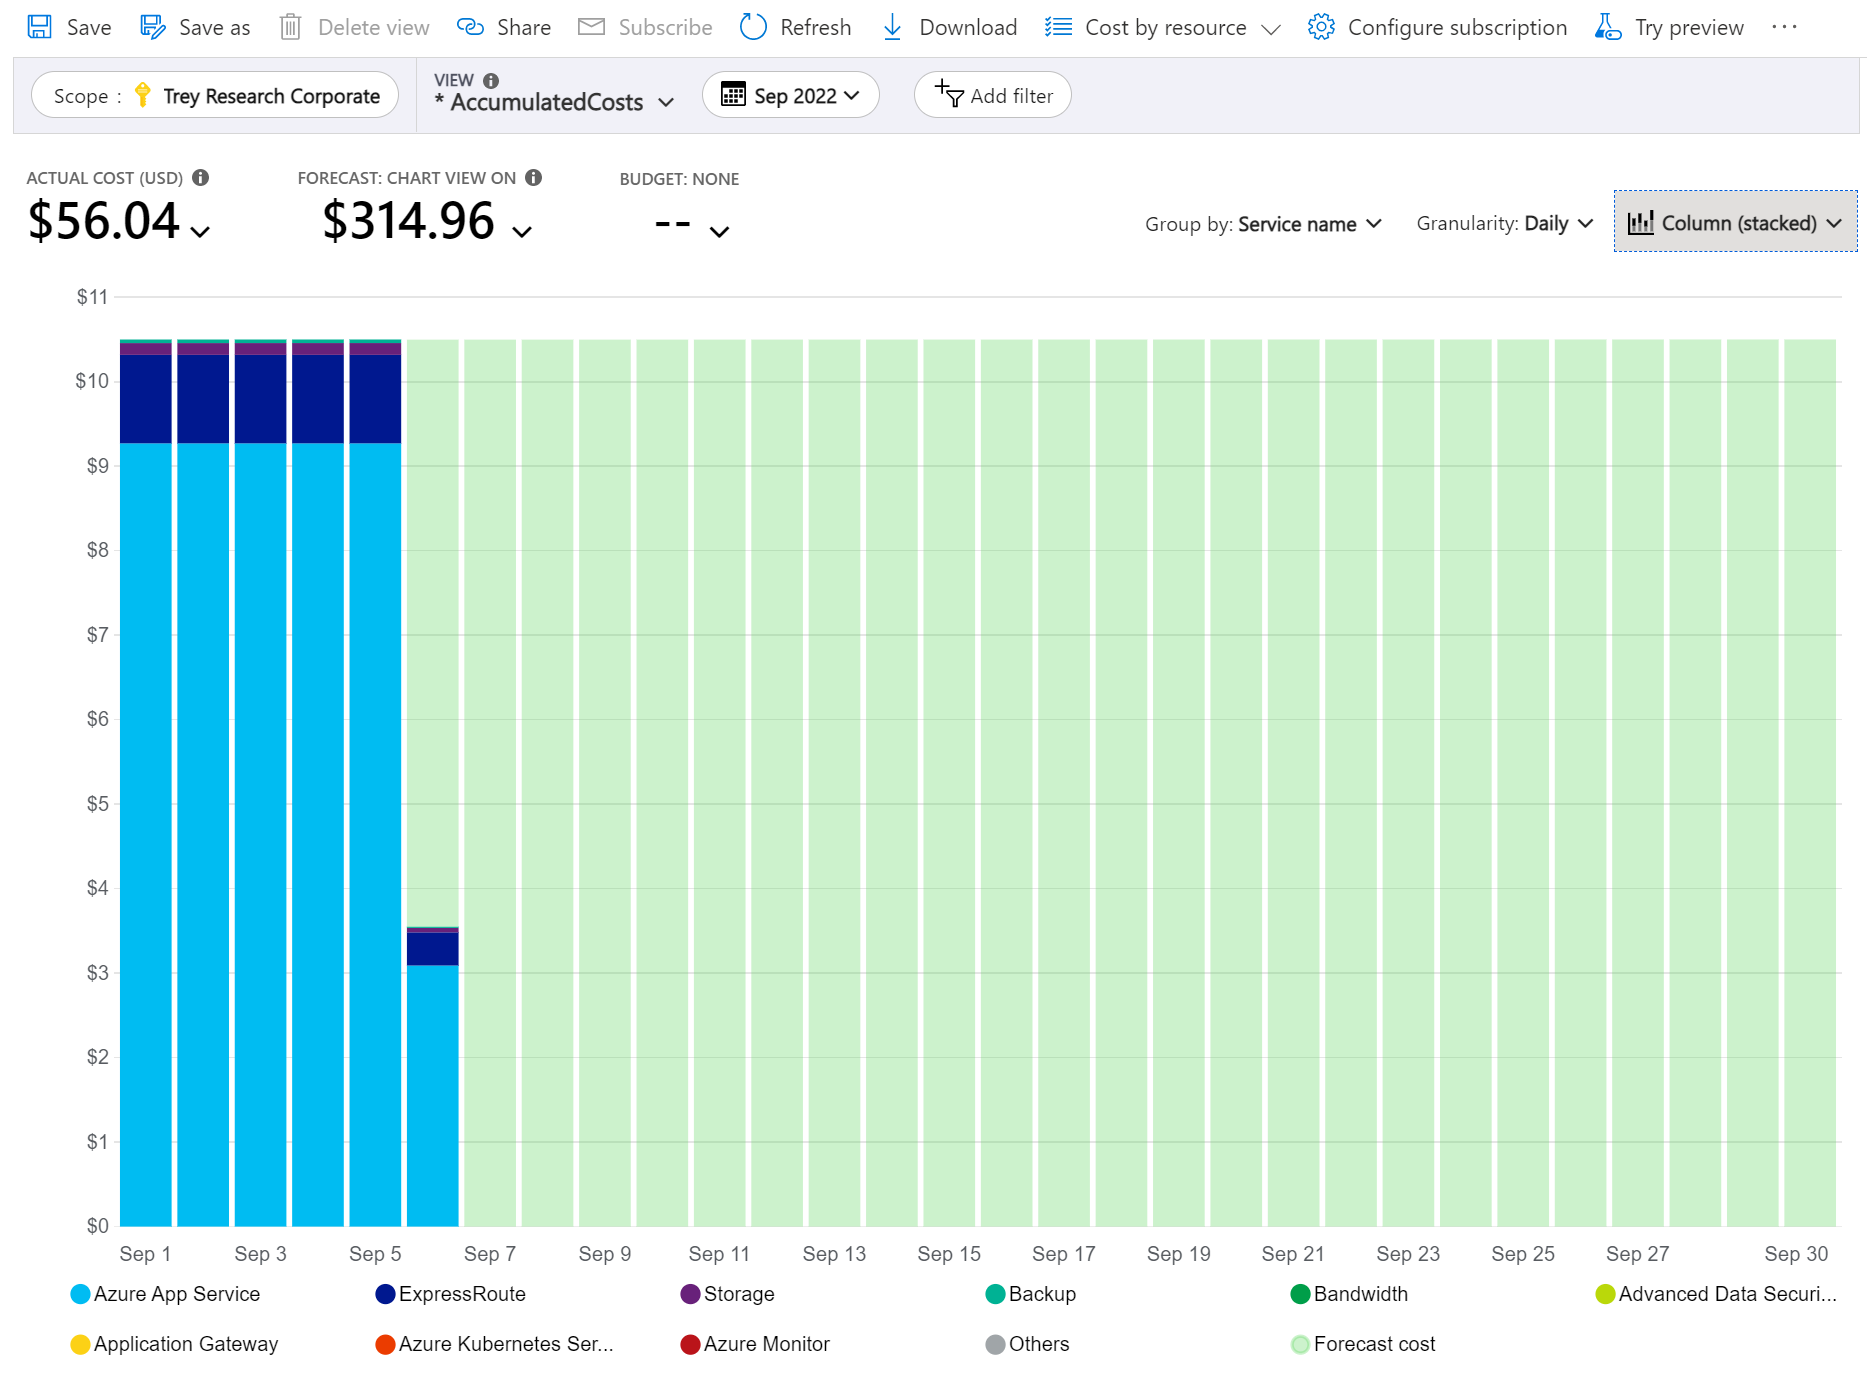 Save Save as Delete view Share Subscribe Refresh Download Cost by resource Configure subscription Try preview ···
Scope : Trey Research Corporate
VIEW
* AccumulatedCosts
Sep 2022
Add filter
ACTUAL COST (USD)
$56.04
FORECAST: CHART VIEW ON
$314.96
BUDGET: NONE
--
Group by: Service name Granularity: Daily Column (stacked)
$11
$10
$9
$8
$7
$6
$5
$4
$3
$2
$1
$0
Sep 1 Sep 3 Sep 5 Sep 7 Sep 9 Sep 11 Sep 13 Sep 15 Sep 17 Sep 19 Sep 21 Sep 23 Sep 25 Sep 27 Sep 30
Azure App Service ExpressRoute Storage Backup Bandwidth Advanced Data Securi...
Application Gateway Azure Kubernetes Ser... Azure Monitor Others Forecast cost